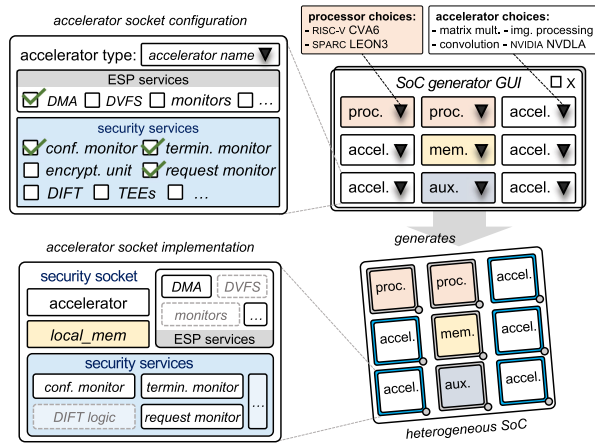 accelerator socket configuration
accelerator type: accelerator name
ESP services
DMA DVFS monitors ...
security services
conf. monitor termin. monitor
encrypt. unit request monitor
DIFT TEEs ...
processor choices:
- RISC-V CVA6
- SPARC LEON3
accelerator choices:
- matrix mult. - img. processing
- convolution - NVIDIA NVDLA
SoC generator GUI X
proc. proc. accel.
accel. mem. accel.
accel. aux. accel.
generates
accelerator socket implementation
security socket
accelerator
local_mem
DMA DVFS
monitors ...
ESP services
security services
conf. monitor termin. monitor ...
DIFT logic request monitor
proc. proc. accel.
accel. mem. accel.
accel. aux. accel.
heterogeneous SoC